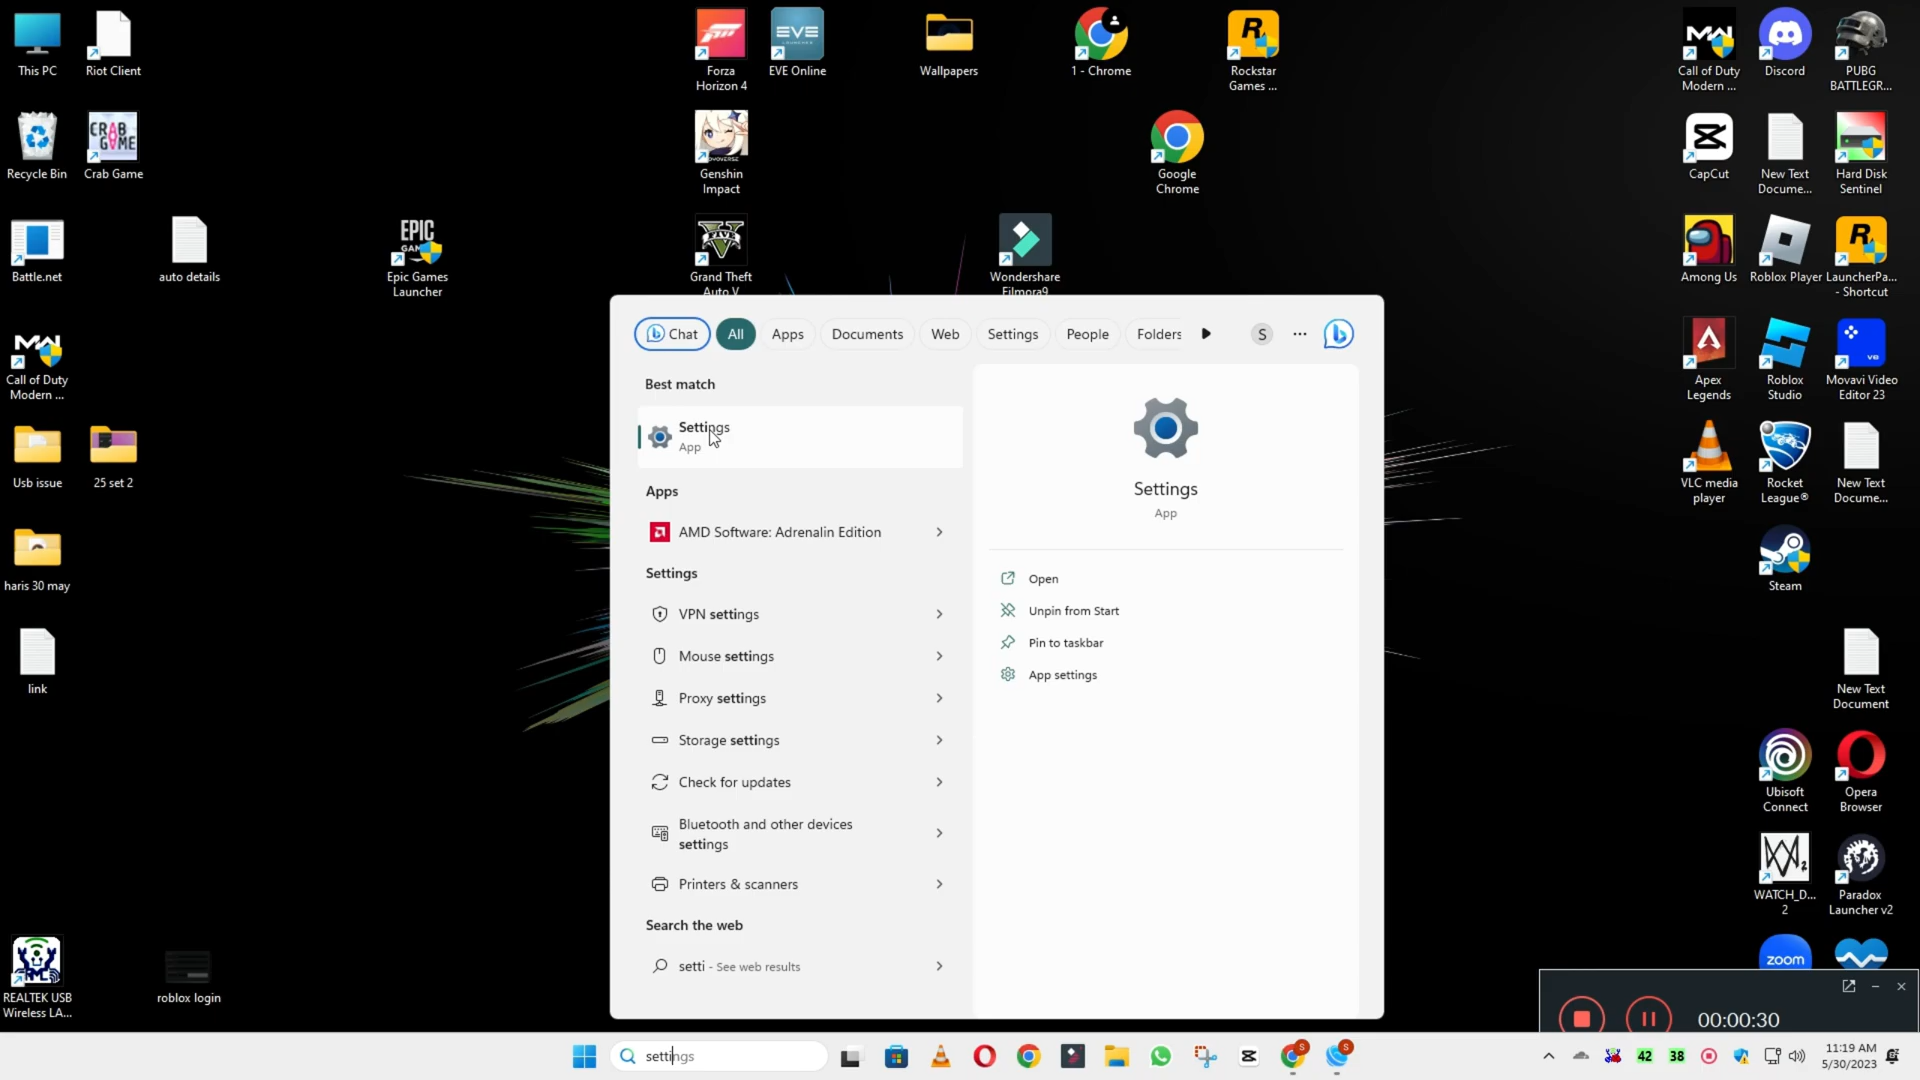 This PC
Riot Client
Forza
Horizon 4
EVE
EVE Online
Wallpapers
1 - Chrome
R
Rockstar
Games ...
MW
Call of Duty
Modern ...
Discord
PUBG
BATTLEGR...
Recycle Bin
CRAB
GAME
Crab Game
Genshin
Impact
Google
Chrome
CapCut
New Text
Docume...
Hard Disk
Sentinel
Battle.net
auto details
EPIC
GAMES
Epic Games
Launcher
Grand Theft
Auto V
Wondershare
Filmora9
Among Us
Roblox Player
R
LauncherPa...
- Shortcut
MW
Call of Duty
Modern ...
Apex
Legends
Roblox
Studio
Movavi Video
Editor 23
Usb issue
25 set 2
VLC media
player
Rocket
League®
New Text
Docume...
haris 30 may
Steam
link
New Text
Document
Ubisoft
Connect
Opera
Browser
WATCH_D...
2
Paradox
Launcher v2
zoom
REALTEK USB
Wireless LA...
roblox login
Chat
All
Apps
Documents
Web
Settings
People
Folders
S
...
Best match
Settings
App
Apps
AMD Software: Adrenalin Edition
Settings
VPN settings
Mouse settings
Proxy settings
Storage settings
Check for updates
Bluetooth and other devices
settings
Printers & scanners
Search the web
setti - See web results
Settings
App
Open
Unpin from Start
Pin to taskbar
App settings
00:00:30
settings
S
S
42
38
11:19 AM
5/30/2023